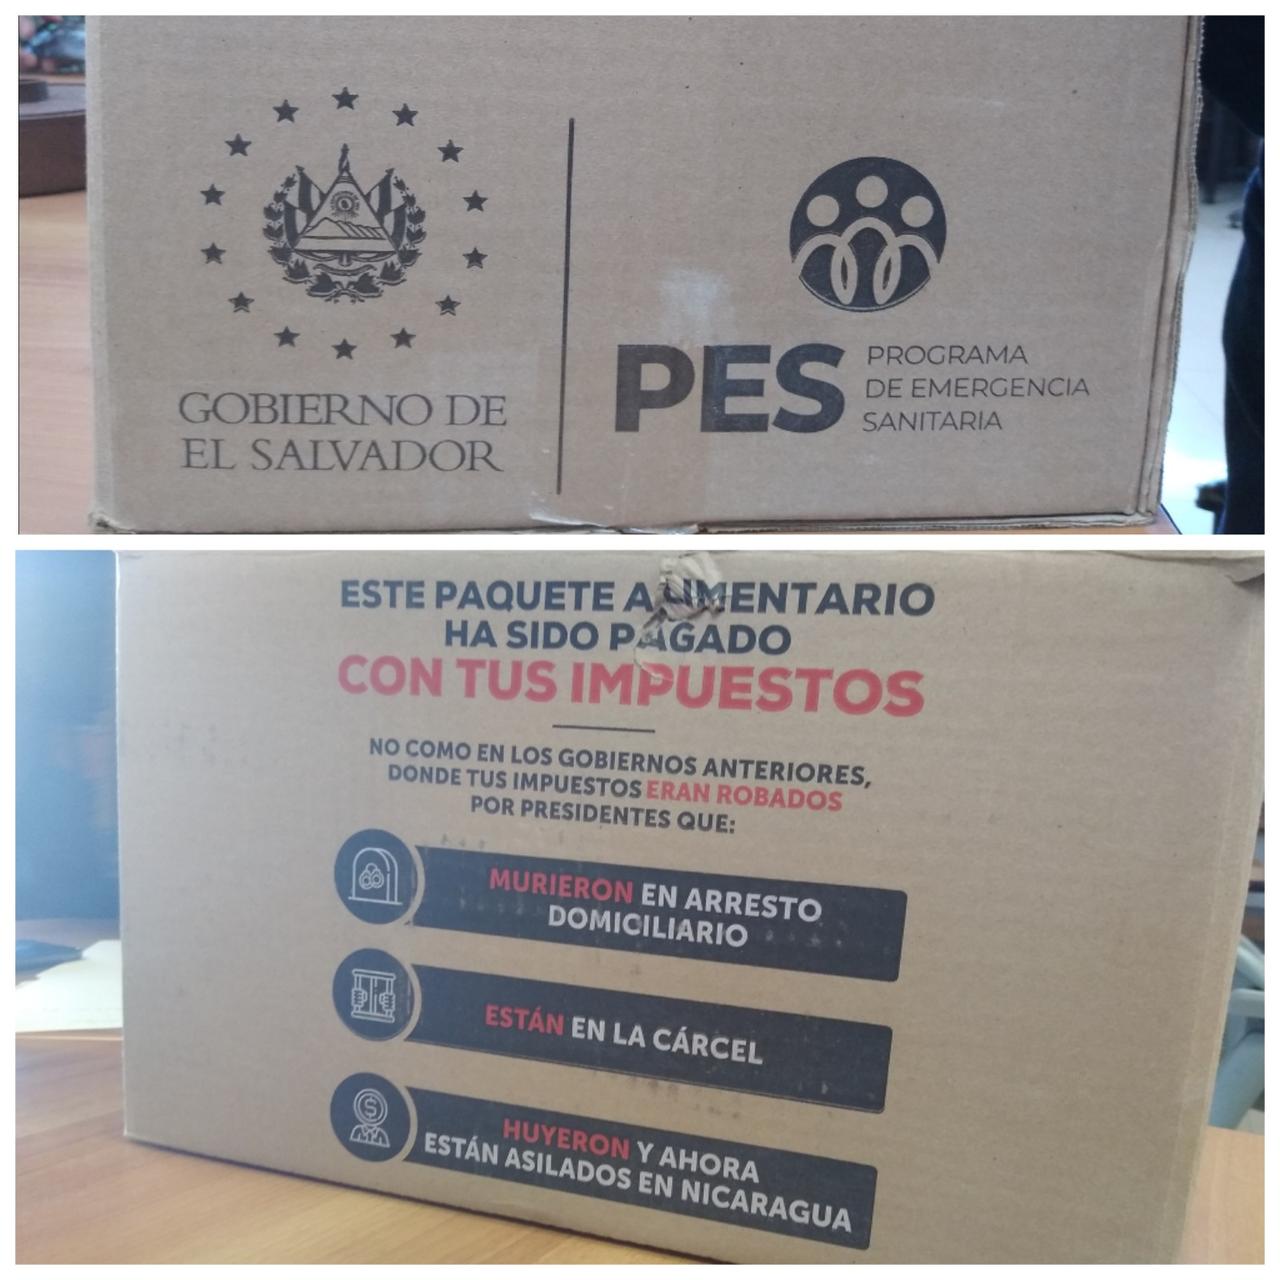 GOBIERNO DE
EL SALVADOR
PES
PROGRAMA
DE EMERGENCIA
SANITARIA
ESTE PAQUETE ALIMENTARIO
HA SIDO PAGADO
CON TUS IMPUESTOS
NO COMO EN LOS GOBIERNOS ANTERIORES,
DONDE TUS IMPUESTOS ERAN ROBADOS
POR PRESIDENTES QUE:
MURIERON EN ARRESTO
DOMICILIARIO
ESTÁN EN LA CÁRCEL
HUYERON Y AHORA
ESTÁN ASILADOS EN NICARAGUA